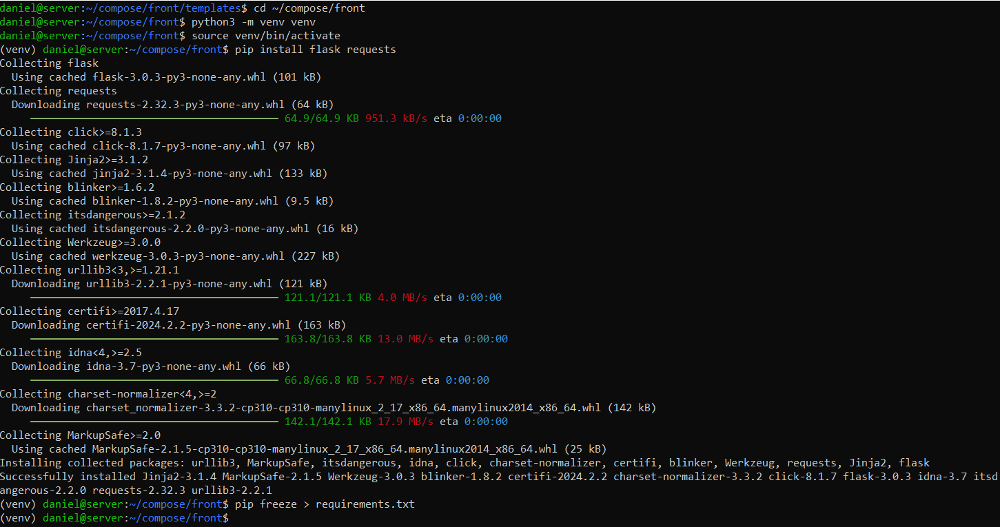 daniel@server:~/compose/front/templates$ cd ~/compose/front
daniel@server:~/compose/front$ python3 -m venv venv
daniel@server:~/compose/front$ source venv/bin/activate
(venv) daniel@server:~/compose/front$ pip install flask requests
Collecting flask
  Using cached flask-3.0.3-py3-none-any.whl (101 kB)
Collecting requests
  Downloading requests-2.32.3-py3-none-any.whl (64 kB)
     64.9/64.9 KB 951.3 kB/s eta 0:00:00
Collecting click>=8.1.3
  Using cached click-8.1.7-py3-none-any.whl (97 kB)
Collecting Jinja2>=3.1.2
  Using cached jinja2-3.1.4-py3-none-any.whl (133 kB)
Collecting blinker>=1.6.2
  Using cached blinker-1.8.2-py3-none-any.whl (9.5 kB)
Collecting itsdangerous>=2.1.2
  Using cached itsdangerous-2.2.0-py3-none-any.whl (16 kB)
Collecting Werkzeug>=3.0.0
  Using cached werkzeug-3.0.3-py3-none-any.whl (227 kB)
Collecting urllib3<3,>=1.21.1
  Downloading urllib3-2.2.1-py3-none-any.whl (121 kB)
     121.1/121.1 KB 4.0 MB/s eta 0:00:00
Collecting certifi>=2017.4.17
  Downloading certifi-2024.2.2-py3-none-any.whl (163 kB)
     163.8/163.8 KB 13.0 MB/s eta 0:00:00
Collecting idna<4,>=2.5
  Downloading idna-3.7-py3-none-any.whl (66 kB)
     66.8/66.8 KB 5.7 MB/s eta 0:00:00
Collecting charset-normalizer<4,>=2
  Downloading charset_normalizer-3.3.2-cp310-cp310-manylinux_2_17_x86_64.manylinux2014_x86_64.whl (142 kB)
     142.1/142.1 KB 17.9 MB/s eta 0:00:00
Collecting MarkupSafe>=2.0
  Using cached MarkupSafe-2.1.5-cp310-cp310-manylinux_2_17_x86_64.manylinux2014_x86_64.whl (25 kB)
Installing collected packages: urllib3, MarkupSafe, itsdangerous, idna, click, charset-normalizer, certifi, blinker, Werkzeug, requests, Jinja2, flask
Successfully installed Jinja2-3.1.4 MarkupSafe-2.1.5 Werkzeug-3.0.3 blinker-1.8.2 certifi-2024.2.2 charset-normalizer-3.3.2 click-8.1.7 flask-3.0.3 idna-3.7 itsd
angerous-2.2.0 requests-2.32.3 urllib3-2.2.1
(venv) daniel@server:~/compose/front$ pip freeze > requirements.txt
(venv) daniel@server:~/compose/front$